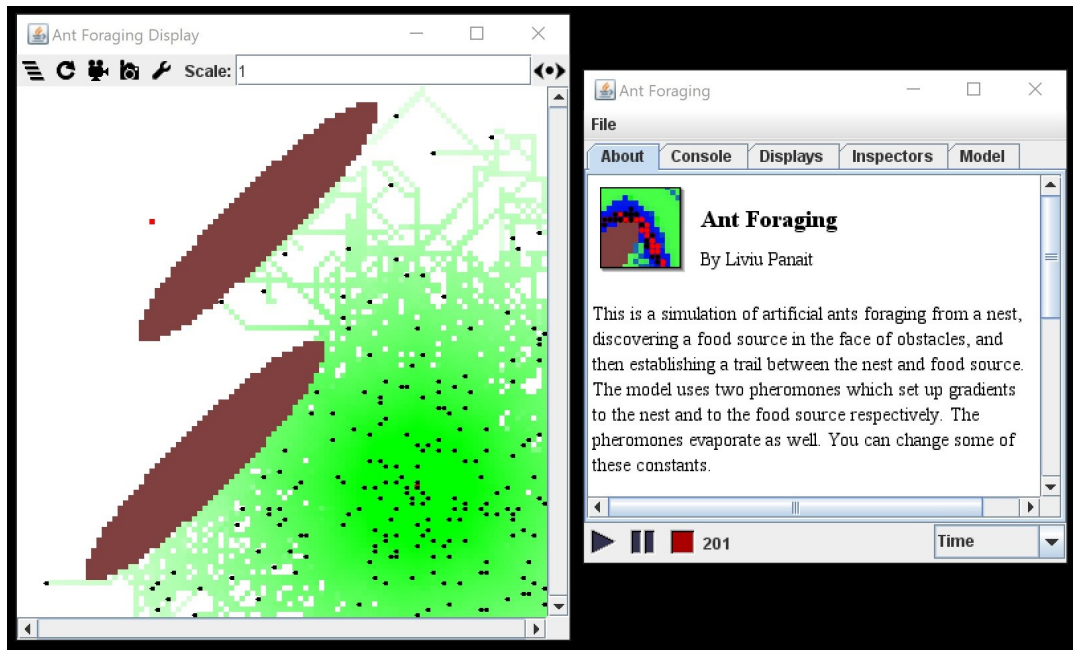 Ant Foraging Display
Scale: 1
Ant Foraging
File
About Console Displays Inspectors Model
Ant Foraging
By Liviu Panait
This is a simulation of artificial ants foraging from a nest,
discovering a food source in the face of obstacles, and
then establishing a trail between the nest and food source.
The model uses two pheromones which set up gradients
to the nest and to the food source respectively. The
pheromones evaporate as well. You can change some of
these constants.
201
Time